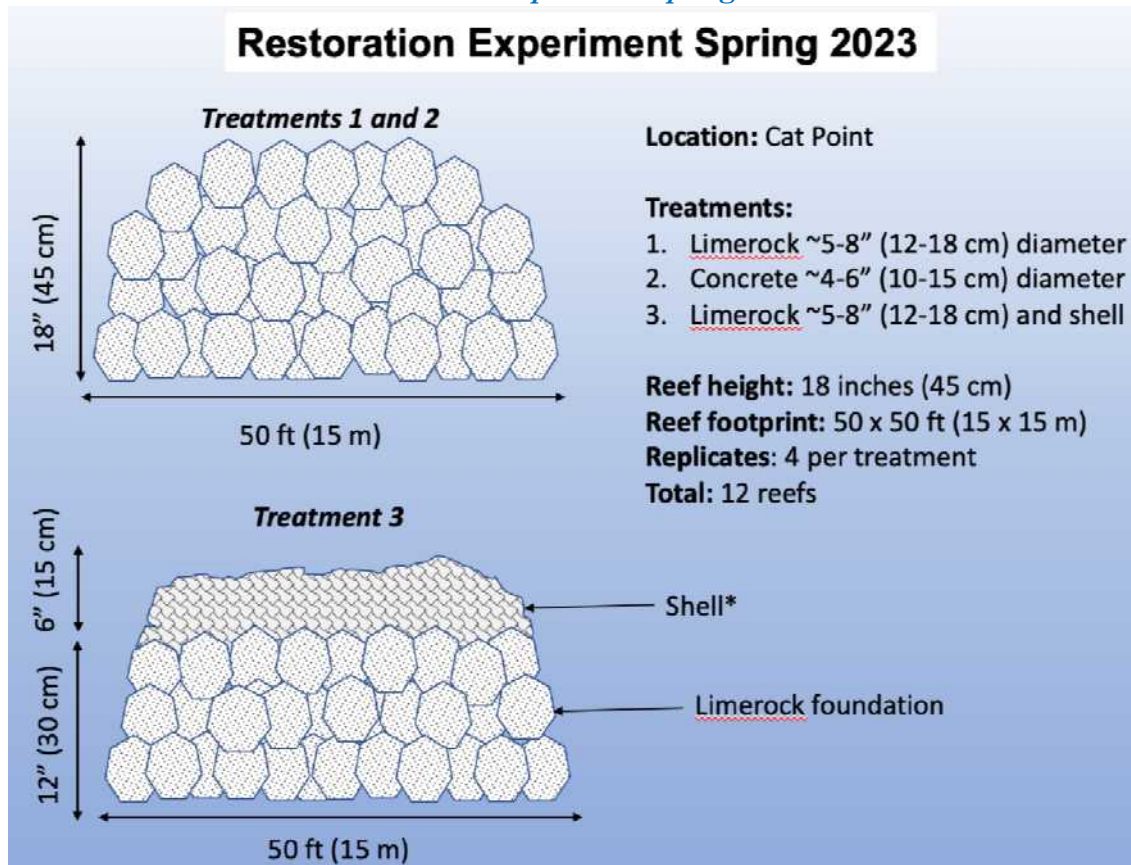 Restoration Experiment Spring 2023
Treatments 1 and 2
18” (45 cm)
50 ft (15 m)
Treatment 3
6” (15 cm)
12” (30 cm)
50 ft (15 m)
Shell*
Limerock foundation
Location: Cat Point
Treatments:
1. Limerock ~5-8” (12-18 cm) diameter
2. Concrete ~4-6” (10-15 cm) diameter
3. Limerock ~5-8” (12-18 cm) and shell
Reef height: 18 inches (45 cm)
Reef footprint: 50 x 50 ft (15 x 15 m)
Replicates: 4 per treatment
Total: 12 reefs